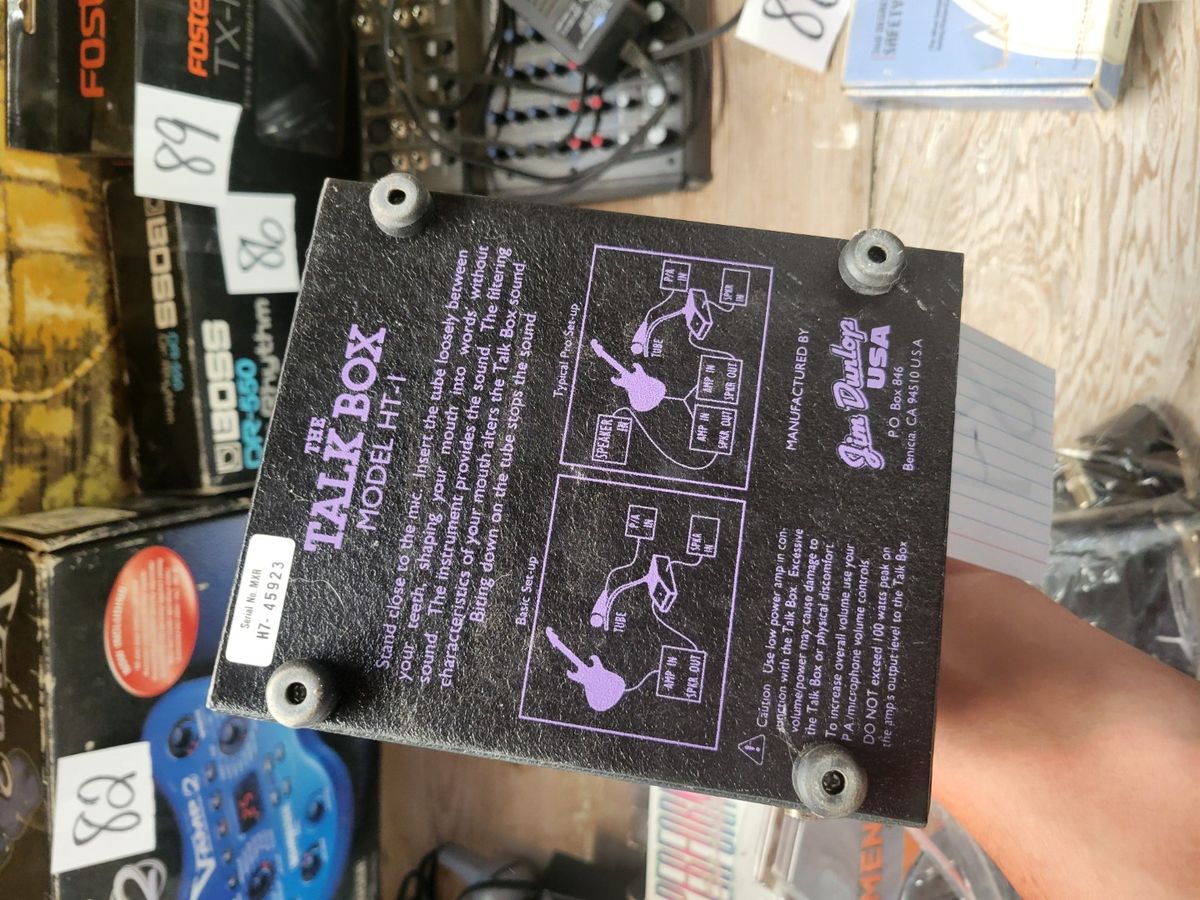 THE
TALK BOX
MODEL HT-1
Serial No. MXR
H7- 45923
Stand close to the mic. Insert the tube loosely between
your teeth, shaping your mouth into words without
sound. The instrument provides the sound. The filtering
characteristics of your mouth alters the Talk Box sound.
Biting down on the tube stops the sound.
Basic Set-up
TUBE
P/A
IN
SPKR
IN
AMP IN
SPKR OUT
Typical Pro Set-up
SPEAKER
IN
TUBE
P/A
IN
SPKR
IN
AMP IN
SPKR OUT
AMP IN
SPKR OUT
Caution: Use low power amp in con-
junction with the Talk Box. Excessive
volume/power may cause damage to
the Talk Box or physical discomfort.
To increase overall volume use your
P.A./microphone volume controls.
DO NOT exceed 100 watts peak on
the amp's output level to the Talk Box
MANUFACTURED BY
Jim Dunlop
USA
P.O. Box 846
Benicia, CA 94510 U.S.A.
FOSTE
TX-1
89
86
BOSS
DR-550
82